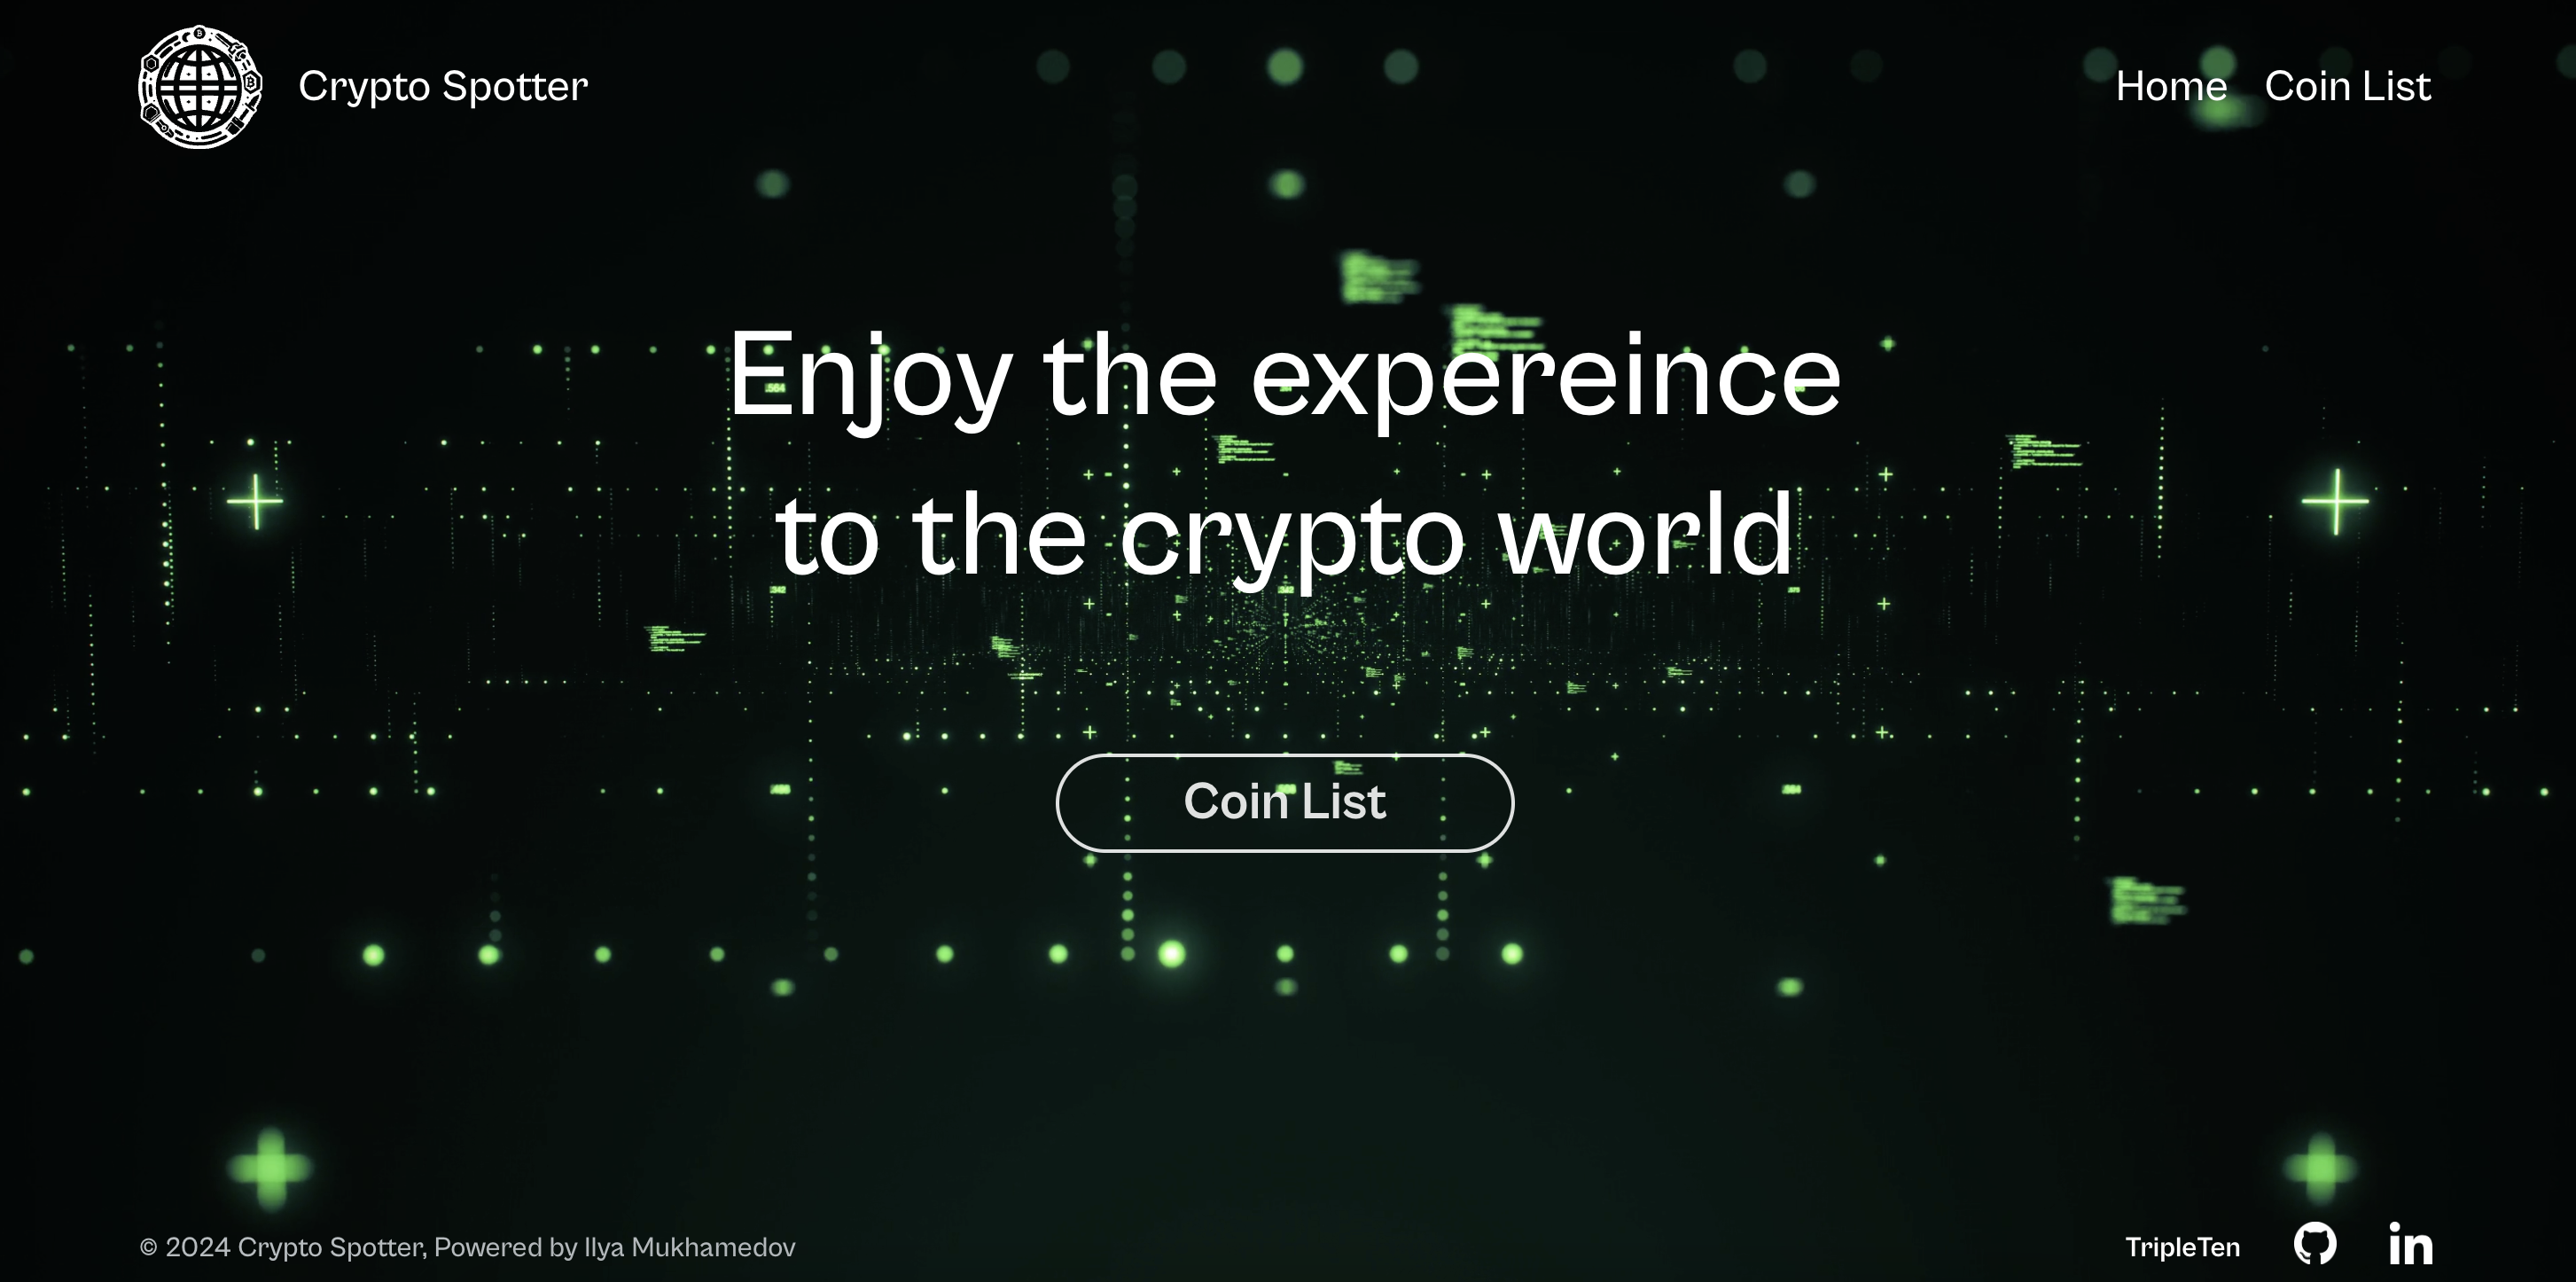 Crypto Spotter
Home Coin List
Enjoy the expereince
to the crypto world
Coin List
© 2024 Crypto Spotter, Powered by Ilya Mukhamedov
TripleTen
in